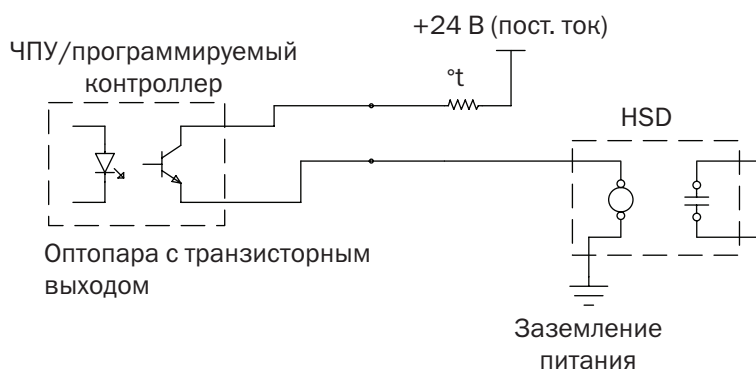 +24 В (пост. ток)
ЧПУ/программируемый
контроллер
°t
HSD
Оптопара с транзисторным
выходом
Заземление
питания